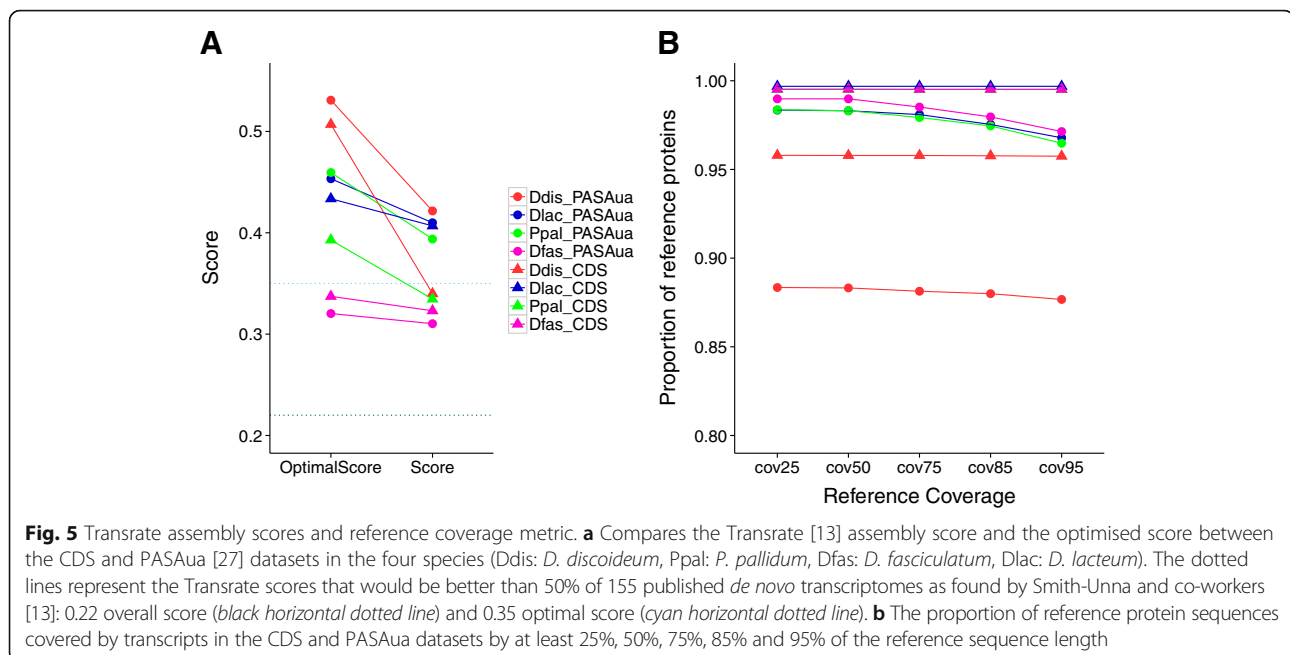 A
B
Score
0.5
0.4
0.3
0.2
OptimalScore
Score
Ddis_PASAua
Dlac_PASAua
Ppal_PASAua
Dfas_PASAua
Ddis_CDS
Dlac_CDS
Ppal_CDS
Dfas_CDS
Proportion of reference proteins
1.00
0.95
0.90
0.85
0.80
cov25
cov50
cov75
cov85
cov95
Reference Coverage
Fig. 5 Transrate assembly scores and reference coverage metric. a Compares the Transrate [13] assembly score and the optimised score between
the CDS and PASAua [27] datasets in the four species (Ddis: D. discoideum, Ppal: P. pallidum, Dfas: D. fasciculatum, Dlac: D. lacteum). The dotted
lines represent the Transrate scores that would be better than 50% of 155 published de novo transcriptomes as found by Smith-Unna and co-workers
[13]: 0.22 overall score (black horizontal dotted line) and 0.35 optimal score (cyan horizontal dotted line). b The proportion of reference protein sequences
covered by transcripts in the CDS and PASAua datasets by at least 25%, 50%, 75%, 85% and 95% of the reference sequence length